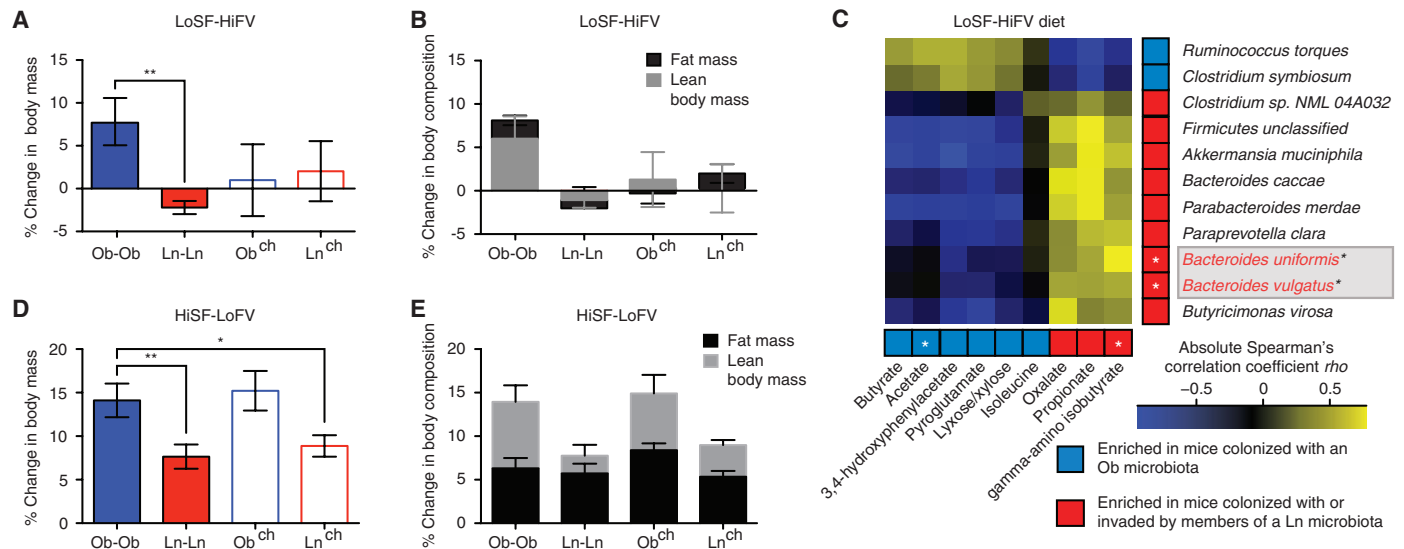 A
LoSF-HiFV
% Change in body mass
15
10
5
0
-5
**
Ob-Ob
Ln-Ln
Ob^ch
Ln^ch
B
LoSF-HiFV
% Change in body composition
15
10
5
0
-5
Fat mass
Lean
body mass
Ob-Ob
Ln-Ln
Ob^ch
Ln^ch
C
LoSF-HiFV diet
Ruminococcus torques
Clostridium symbiosum
Clostridium sp. NML 04A032
Firmicutes unclassified
Akkermansia muciniphila
Bacteroides caccae
Parabacteroides merdae
Paraprevotella clara
* Bacteroides uniformis*
* Bacteroides vulgatus*
Butyricimonas virosa
* *
Butyrate
Acetate
3,4-hydroxyphenylacetate
Pyroglutamate
Lyxose/xylose
Isoleucine
Oxalate
Propionate
gamma-amino isobutyrate
Absolute Spearman's
correlation coefficient rho
−0.5 0 0.5
Enriched in mice colonized with an
Ob microbiota
Enriched in mice colonized with or
invaded by members of a Ln microbiota
D
HiSF-LoFV
% Change in body mass
20
15
10
5
0
*
**
Ob-Ob
Ln-Ln
Ob^ch
Ln^ch
E
HiSF-LoFV
% Change in body composition
20
15
10
5
0
Fat mass
Lean
body mass
Ob-Ob
Ln-Ln
Ob^ch
Ln^ch